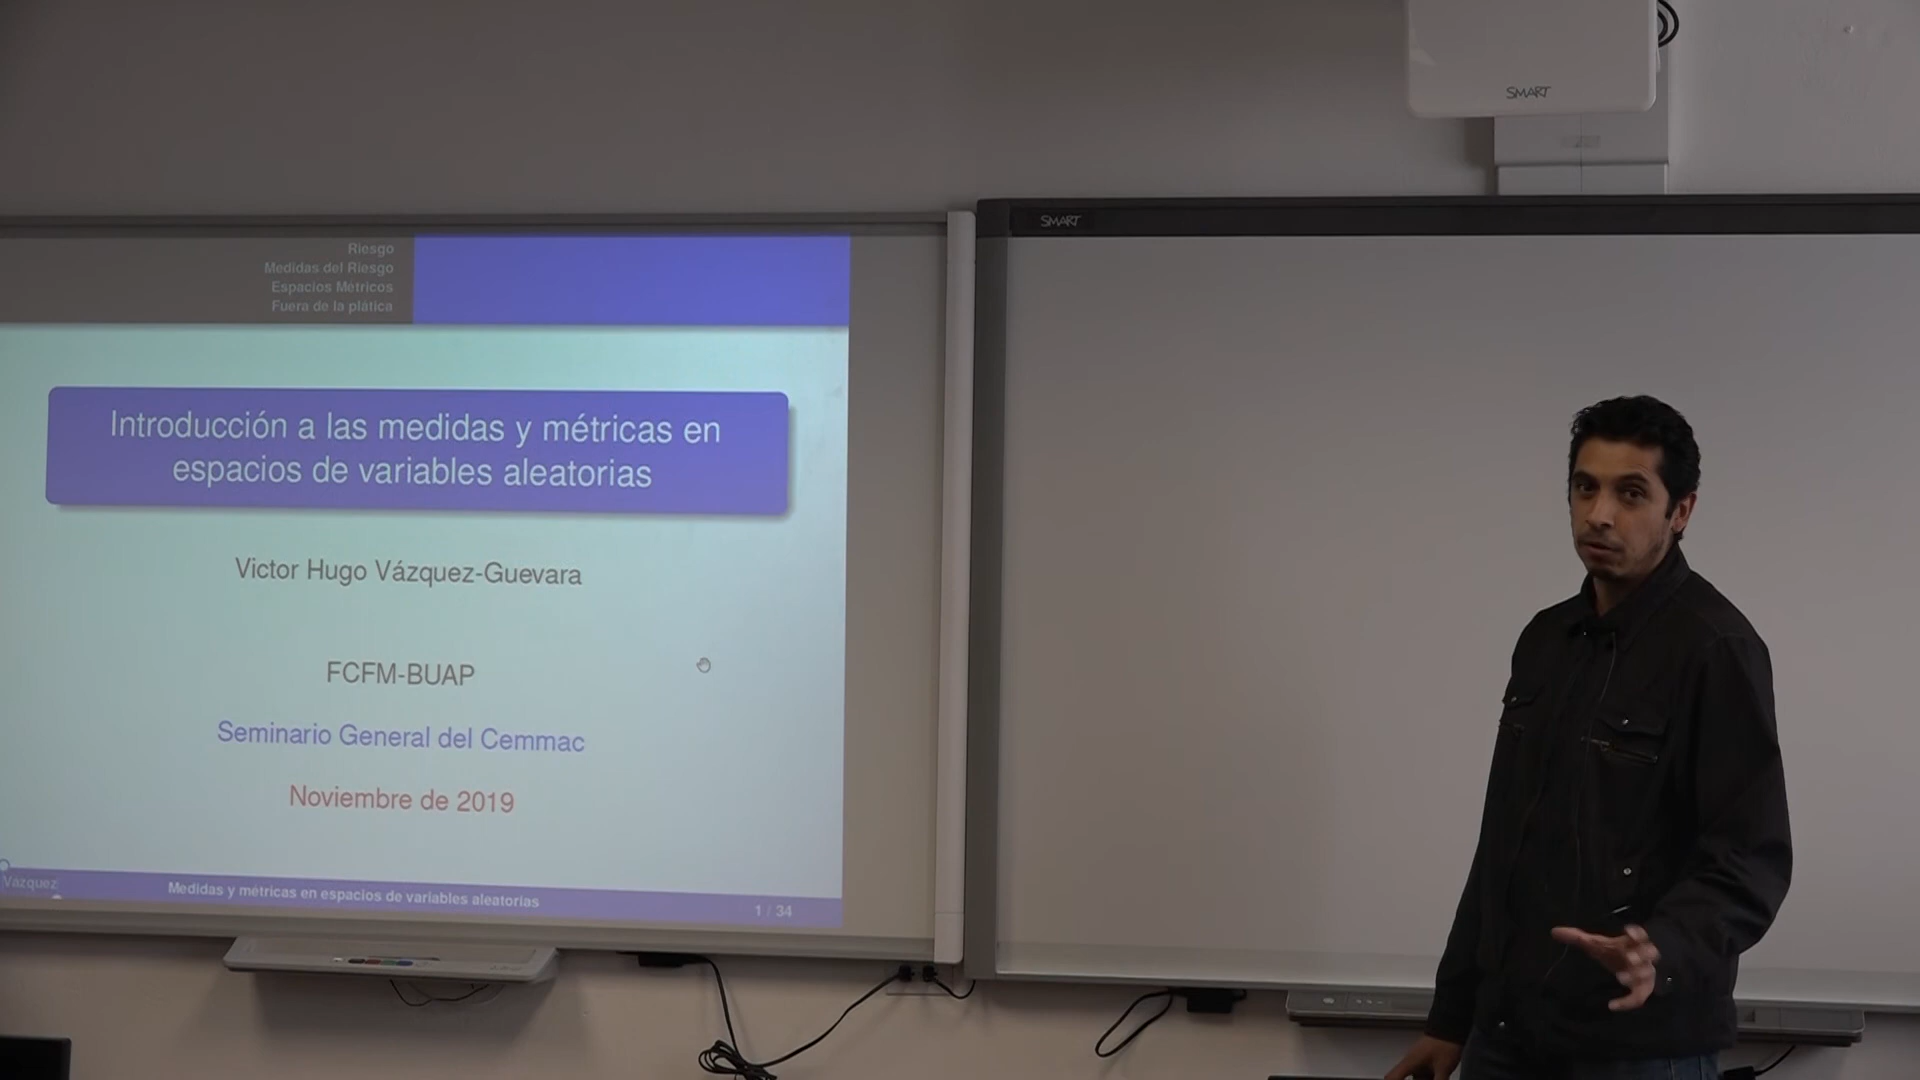 SMART
SMART
Riesgo
Medidas del Riesgo
Espacios Métricos
Fuera de la plática
Introducción a las medidas y métricas en
espacios de variables aleatorias
Victor Hugo Vázquez-Guevara
FCFM-BUAP
Seminario General del Cemmac
Noviembre de 2019
Vázquez
Medidas y métricas en espacios de variables aleatorias
1 / 34